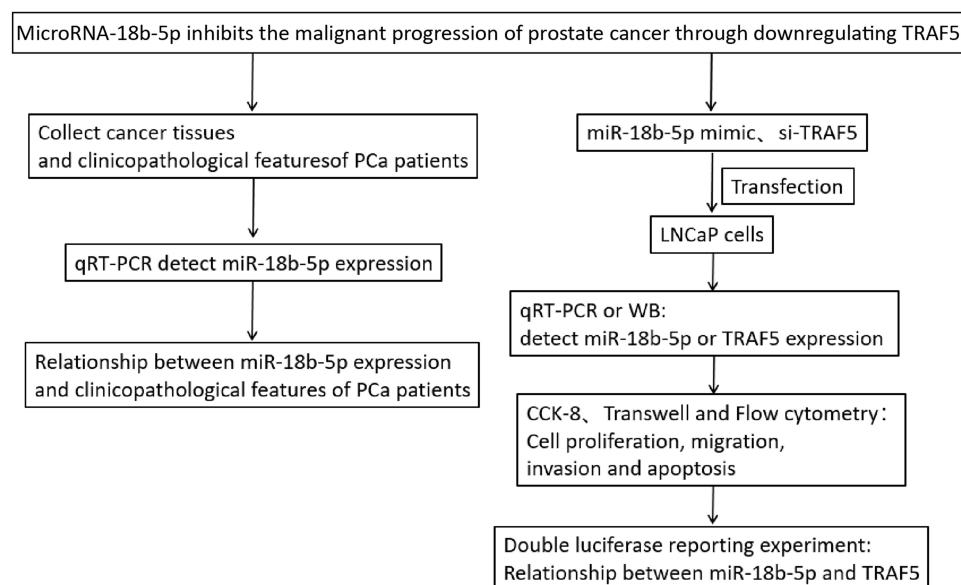 MicroRNA-18b-5p inhibits the malignant progression of prostate cancer through downregulating TRAF5
Collect cancer tissues
and clinicopathological featuresof PCa patients
qRT-PCR detect miR-18b-5p expression
Relationship between miR-18b-5p expression
and clinicopathological features of PCa patients
miR-18b-5p mimic、si-TRAF5
Transfection
LNCaP cells
qRT-PCR or WB:
detect miR-18b-5p or TRAF5 expression
CCK-8、Transwell and Flow cytometry：
Cell proliferation, migration,
invasion and apoptosis
Double luciferase reporting experiment:
Relationship between miR-18b-5p and TRAF5